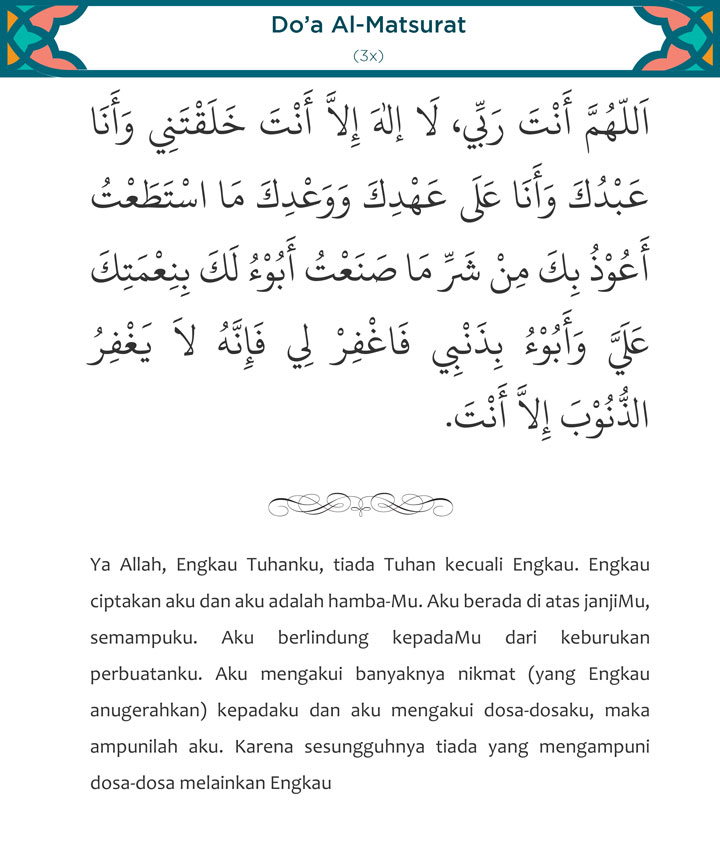 Do’a Al-Matsurat
(3x)
اَللّٰهُمَّ أَنْتَ رَبِّي، لَا إِلٰهَ إِلاَّ أَنْتَ خَلَقْتَنِي وَأَنَا
عَبْدُكَ وَأَنَا عَلَى عَهْدِكَ وَوَعْدِكَ مَا اسْتَطَعْتُ
أَعُوْذُ بِكَ مِنْ شَرِّ مَا صَنَعْتُ أَبُوْءُ لَكَ بِنِعْمَتِكَ
عَلَيَّ وَأَبُوْءُ بِذَنْبِي فَاغْفِرْ لِي فَإِنَّهُ لاَ يَغْفِرُ
الذُّنُوْبَ إِلاَّ أَنْتَ.
Ya Allah, Engkau Tuhanku, tiada Tuhan kecuali Engkau. Engkau
ciptakan aku dan aku adalah hamba-Mu. Aku berada di atas janjiMu,
semampuku. Aku berlindung kepadaMu dari keburukan
perbuatanku. Aku mengakui banyaknya nikmat (yang Engkau
anugerahkan) kepadaku dan aku mengakui dosa-dosaku, maka
ampunilah aku. Karena sesungguhnya tiada yang mengampuni
dosa-dosa melainkan Engkau